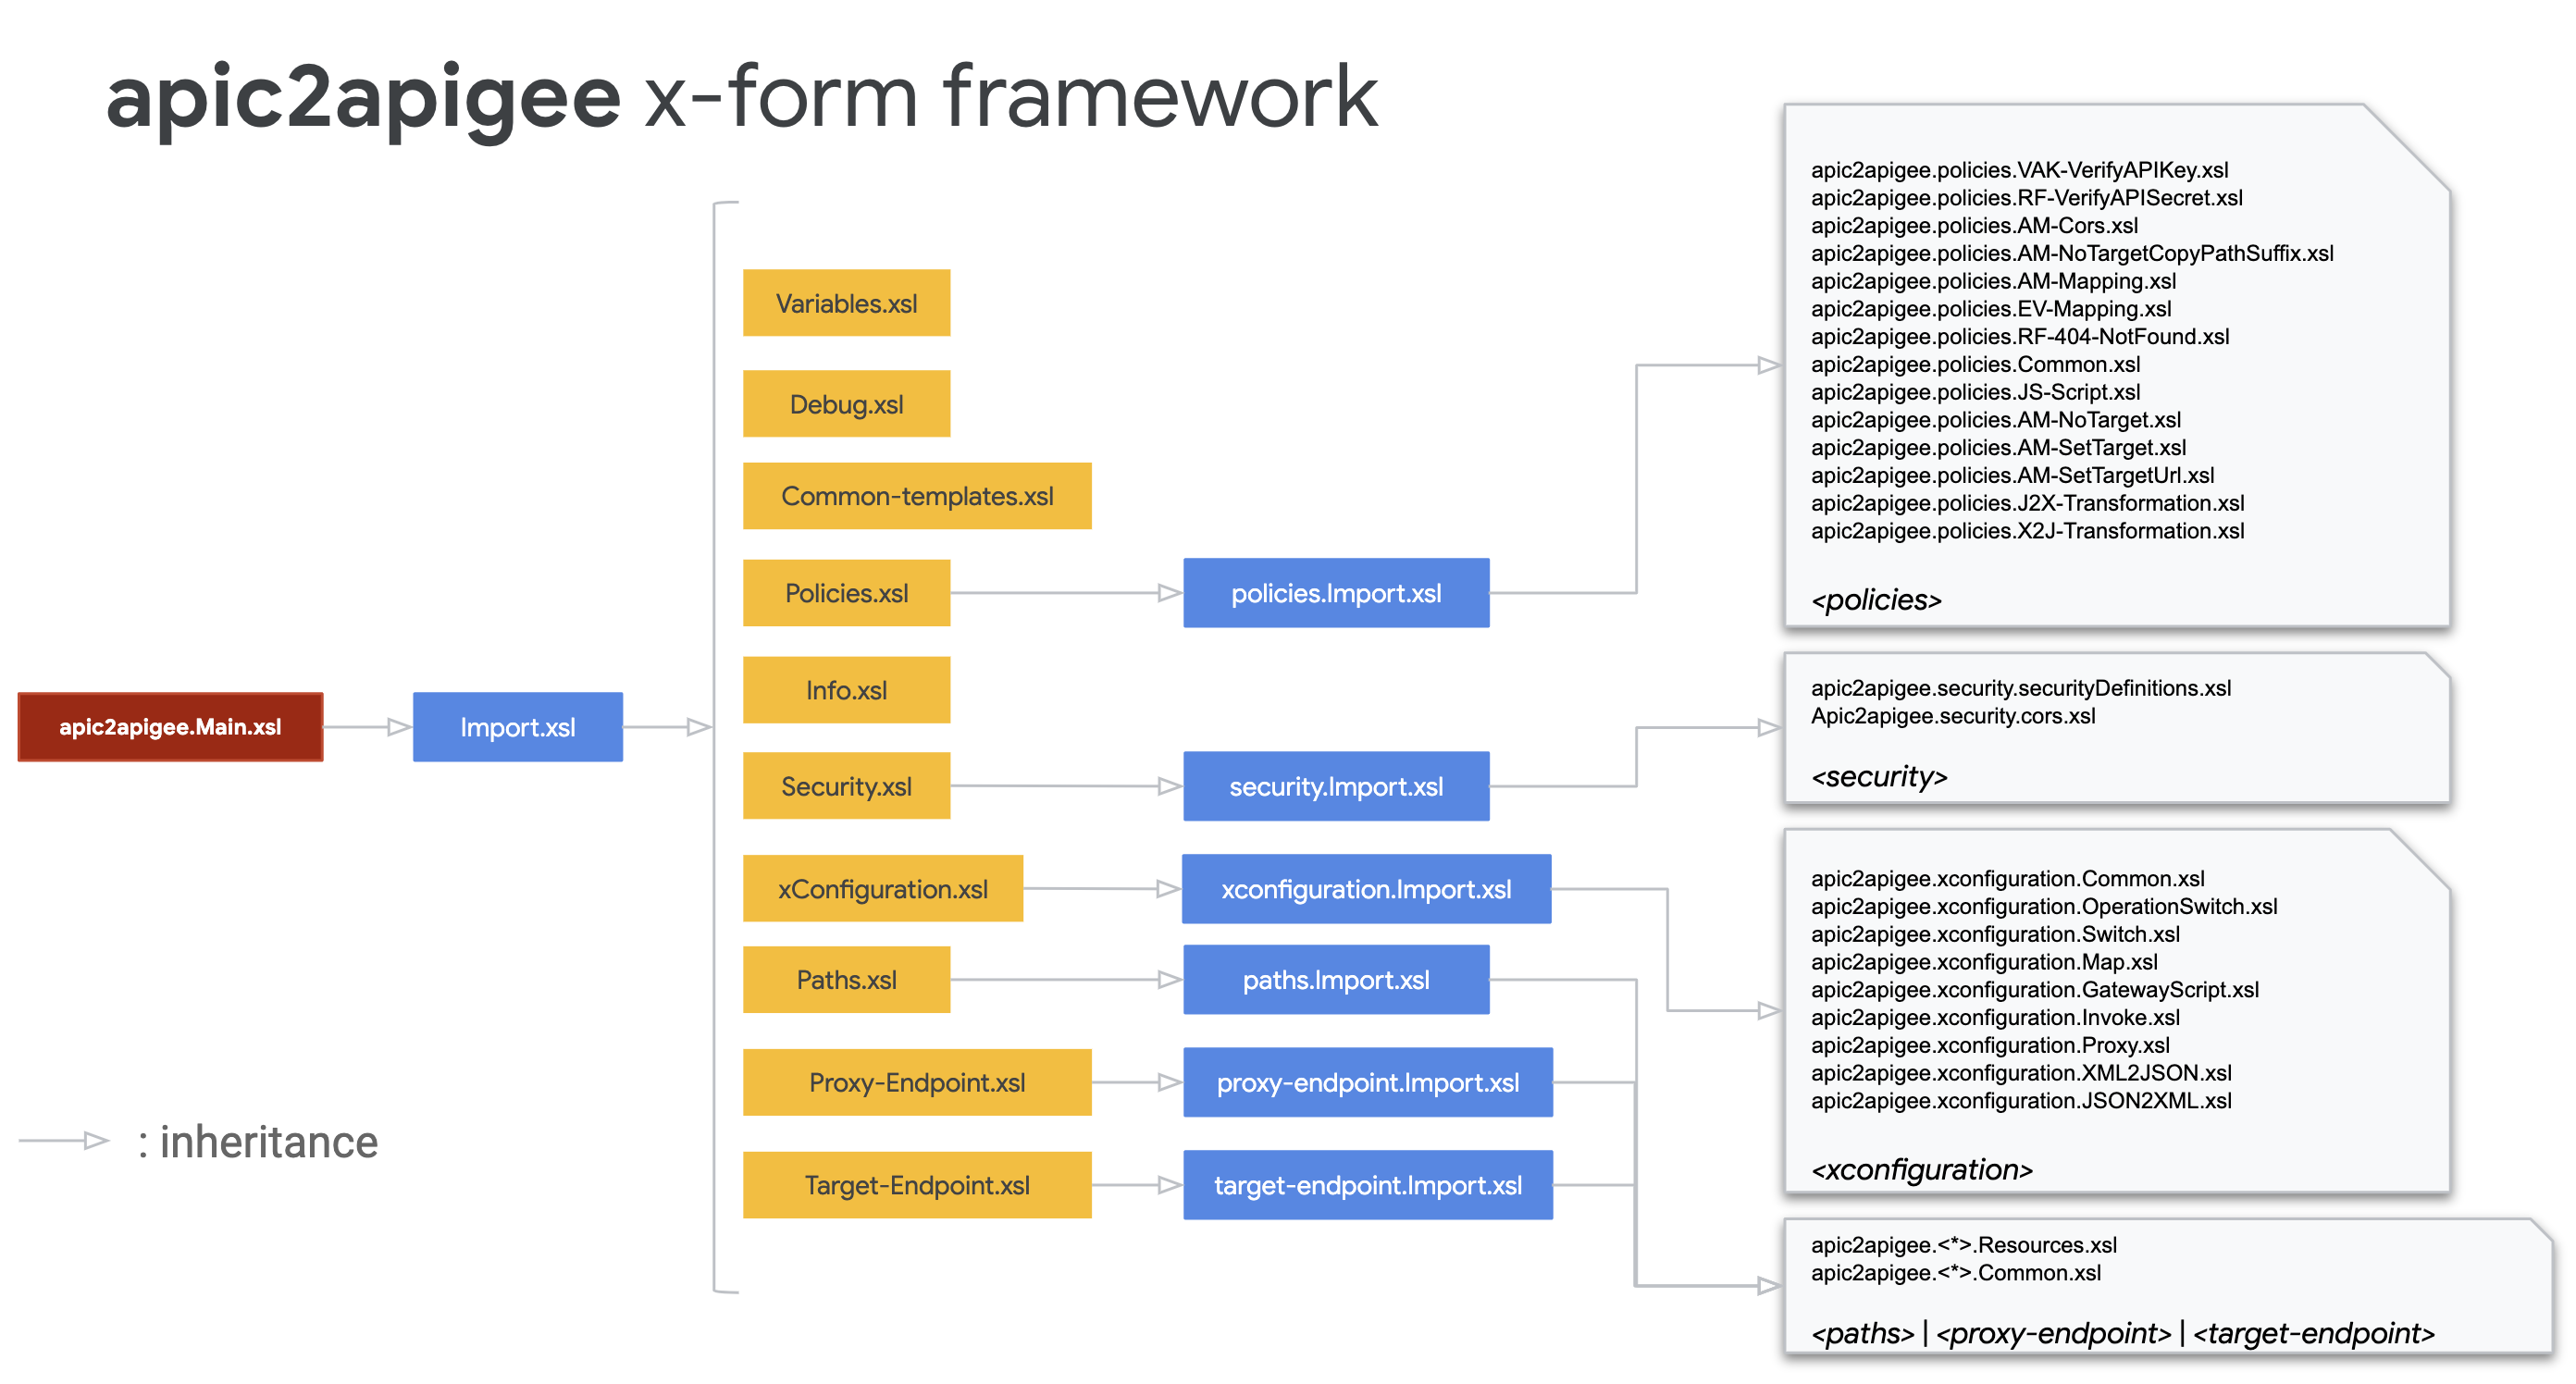 apic2apigee x-form framework
apic2apigee.Main.xsl
Import.xsl
Variables.xsl
Debug.xsl
Common-templates.xsl
Policies.xsl
Info.xsl
Security.xsl
xConfiguration.xsl
Paths.xsl
Proxy-Endpoint.xsl
Target-Endpoint.xsl
policies.Import.xsl
security.Import.xsl
xconfiguration.Import.xsl
paths.Import.xsl
proxy-endpoint.Import.xsl
target-endpoint.Import.xsl
apic2apigee.policies.VAK-VerifyAPIKey.xsl
apic2apigee.policies.RF-VerifyAPISecret.xsl
apic2apigee.policies.AM-Cors.xsl
apic2apigee.policies.AM-NoTargetCopyPathSuffix.xsl
apic2apigee.policies.AM-Mapping.xsl
apic2apigee.policies.EV-Mapping.xsl
apic2apigee.policies.RF-404-NotFound.xsl
apic2apigee.policies.Common.xsl
apic2apigee.policies.JS-Script.xsl
apic2apigee.policies.AM-NoTarget.xsl
apic2apigee.policies.AM-SetTarget.xsl
apic2apigee.policies.AM-SetTargetUrl.xsl
apic2apigee.policies.J2X-Transformation.xsl
apic2apigee.policies.X2J-Transformation.xsl
<policies>
apic2apigee.security.securityDefinitions.xsl
Apic2apigee.security.cors.xsl
<security>
apic2apigee.xconfiguration.Common.xsl
apic2apigee.xconfiguration.OperationSwitch.xsl
apic2apigee.xconfiguration.Switch.xsl
apic2apigee.xconfiguration.Map.xsl
apic2apigee.xconfiguration.GatewayScript.xsl
apic2apigee.xconfiguration.Invoke.xsl
apic2apigee.xconfiguration.Proxy.xsl
apic2apigee.xconfiguration.XML2JSON.xsl
apic2apigee.xconfiguration.JSON2XML.xsl
<xconfiguration>
apic2apigee.<*>.Resources.xsl
apic2apigee.<*>.Common.xsl
<paths> | <proxy-endpoint> | <target-endpoint>
: inheritance